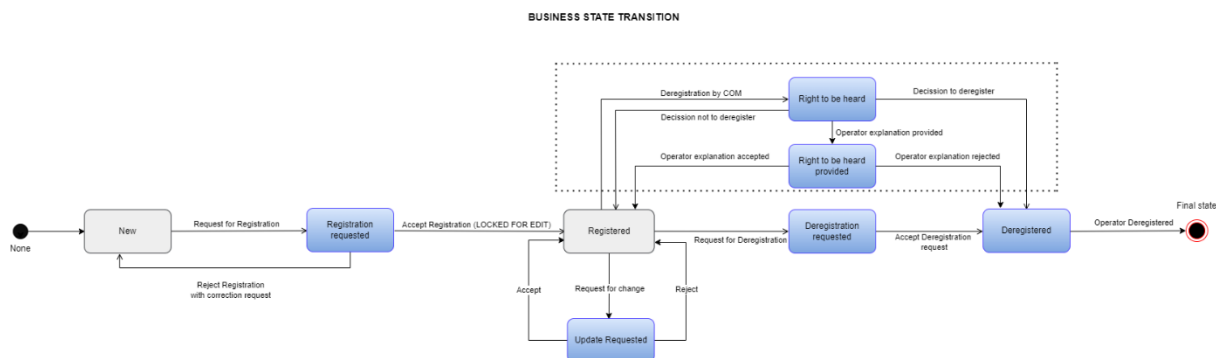 BUSINESS STATE TRANSITION
Deregistration by COM
Right to be heard
Decission to deregister
Decission not to deregister
Operator explanation provided
Operator explanation accepted
Right to be heard
provided
Operator explanation rejected
Final state
None
New
Request for Registration
Registration
requested
Accept Registration (LOCKED FOR EDIT)
Registered
Request for Deregistration
Deregistration
requested
Accept Deregistration
request
Deregistered
Operator Deregistered
Reject Registration
with correction request
Accept
Request for change
Reject
Update Requested